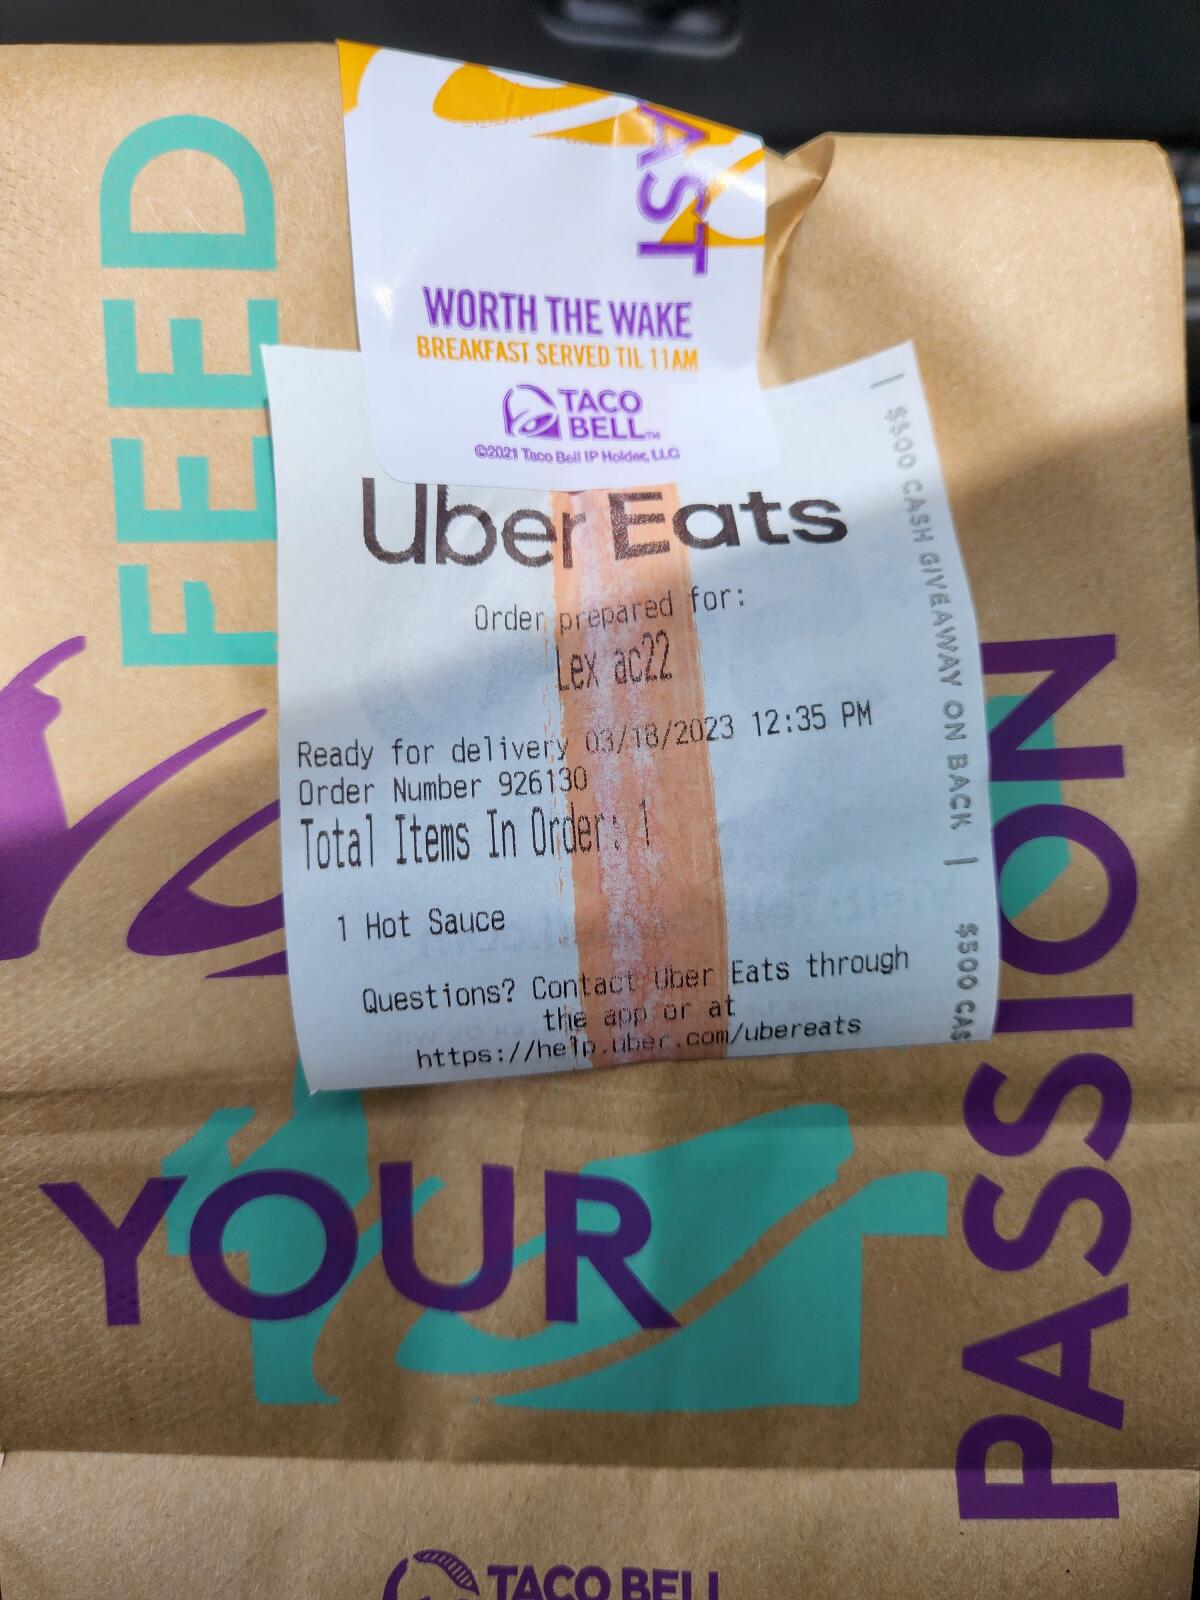 FEED
AST
WORTH THE WAKE
BREAKFAST SERVED TIL 11AM
TACO
BELL™
©2021 Taco Bell IP Holder, LLC
Uber Eats
Order prepared for:
Lex ac22
Ready for delivery 03/18/2023 12:35 PM
Order Number 926130
Total Items In Order: 1
1 Hot Sauce
Questions? Contact Uber Eats through
the app or at
https://help.uber.com/ubereats
| $500 CASH GIVEAWAY ON BACK |
$500 CAS
YOUR
PASSION
TACO BELL